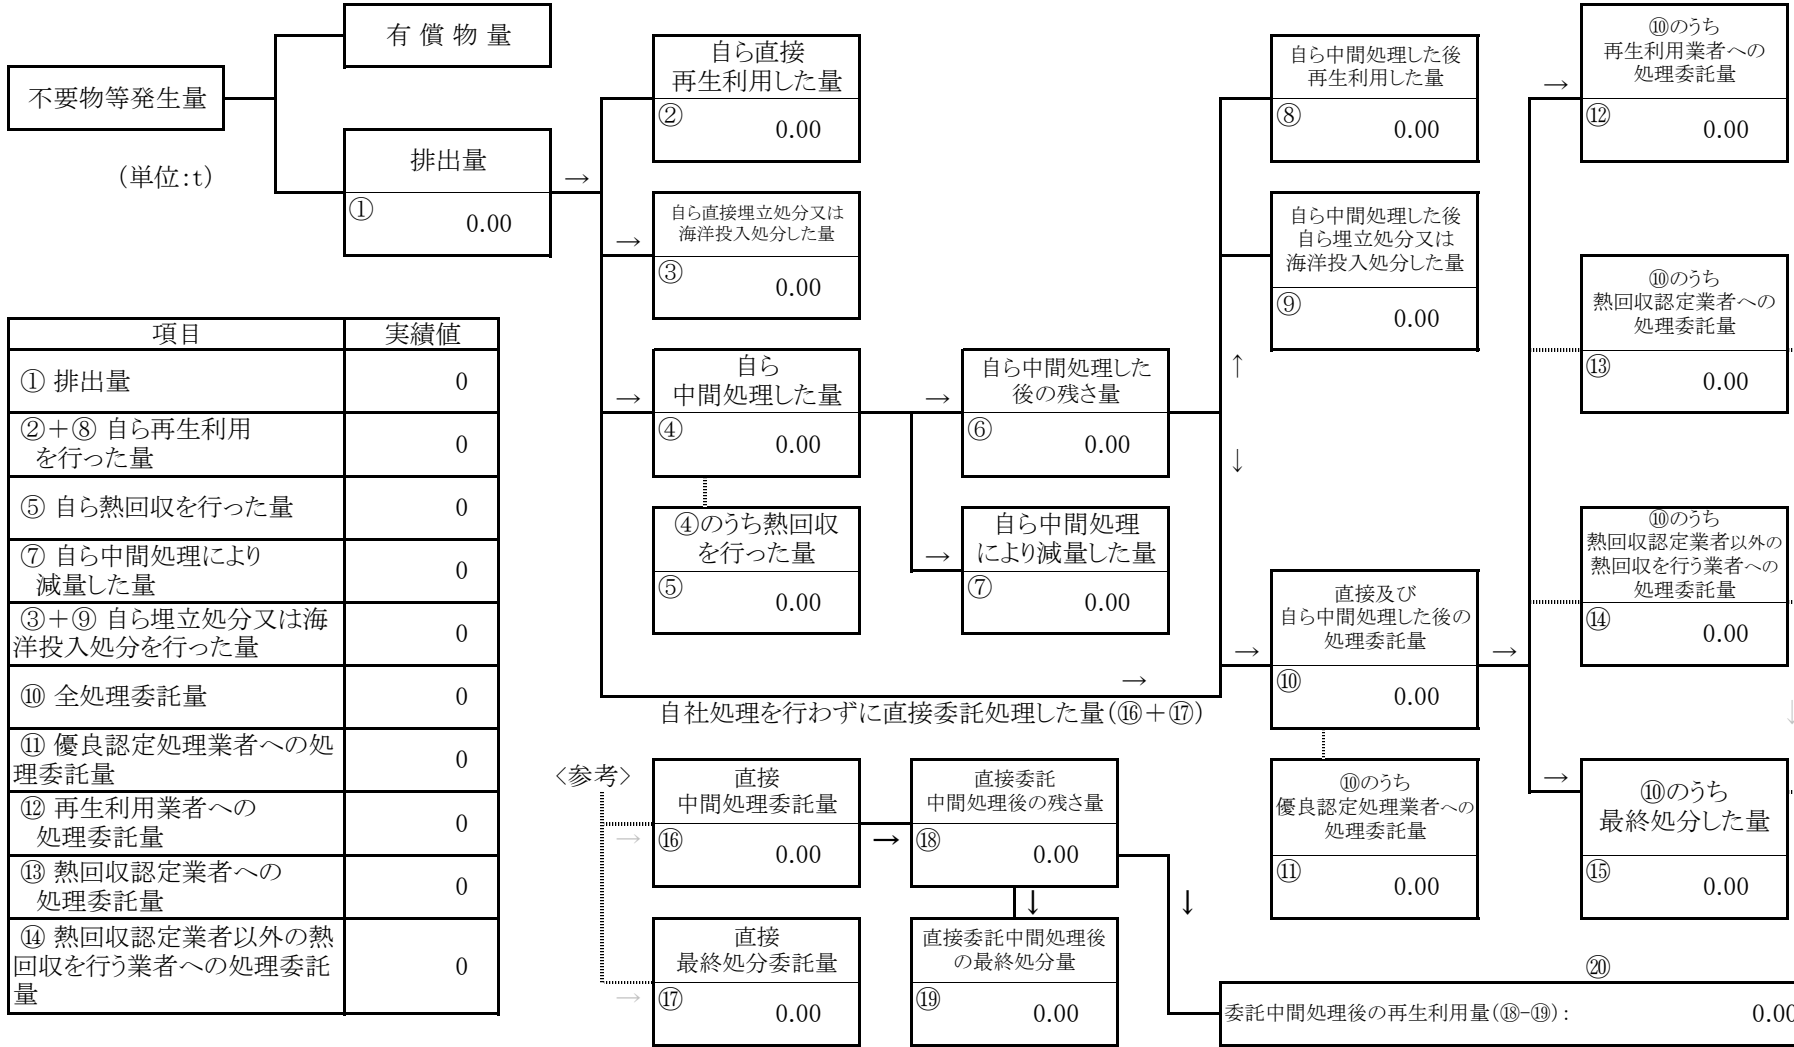 不要物等発生量
(単位:t)
有償物量
排出量
①
0.00
自ら直接
再生利用した量
②
0.00
自ら直接埋立処分又は
海洋投入処分した量
③
0.00
自ら
中間処理した量
④
0.00
④のうち熱回収
を行った量
⑤
0.00
自ら中間処理した
後の残さ量
⑥
0.00
自ら中間処理
により減量した量
⑦
0.00
自ら中間処理した後
再生利用した量
⑧
0.00
自ら中間処理した後
自ら埋立処分又は
海洋投入処分した量
⑨
0.00
直接及び
自ら中間処理した後の
処理委託量
⑩
0.00
⑩のうち
優良認定処理業者への
処理委託量
⑪
0.00
⑩のうち
再生利用業者への
処理委託量
⑫
0.00
⑩のうち
熱回収認定業者への
処理委託量
⑬
0.00
⑩のうち
熱回収認定業者以外の
熱回収を行う業者への
処理委託量
⑭
0.00
⑩のうち
最終処分した量
⑮
0.00
自社処理を行わずに直接委託処理した量(⑯+⑰)
<参考>
直接
中間処理委託量
⑯
0.00
直接
最終処分委託量
⑰
0.00
直接委託
中間処理後の残さ量
⑱
0.00
直接委託中間処理後
の最終処分量
⑲
0.00
⑳
委託中間処理後の再生利用量(⑱-⑲): 0.00
項目 実績値
① 排出量 0
②+⑧ 自ら再生利用
を行った量 0
⑤ 自ら熱回収を行った量 0
⑦ 自ら中間処理により
減量した量 0
③+⑨ 自ら埋立処分又は海
洋投入処分を行った量 0
⑩ 全処理委託量 0
⑪ 優良認定処理業者への処
理委託量 0
⑫ 再生利用業者への
処理委託量 0
⑬ 熱回収認定業者への
処理委託量 0
⑭ 熱回収認定業者以外の熱
回収を行う業者への処理委託
量 0